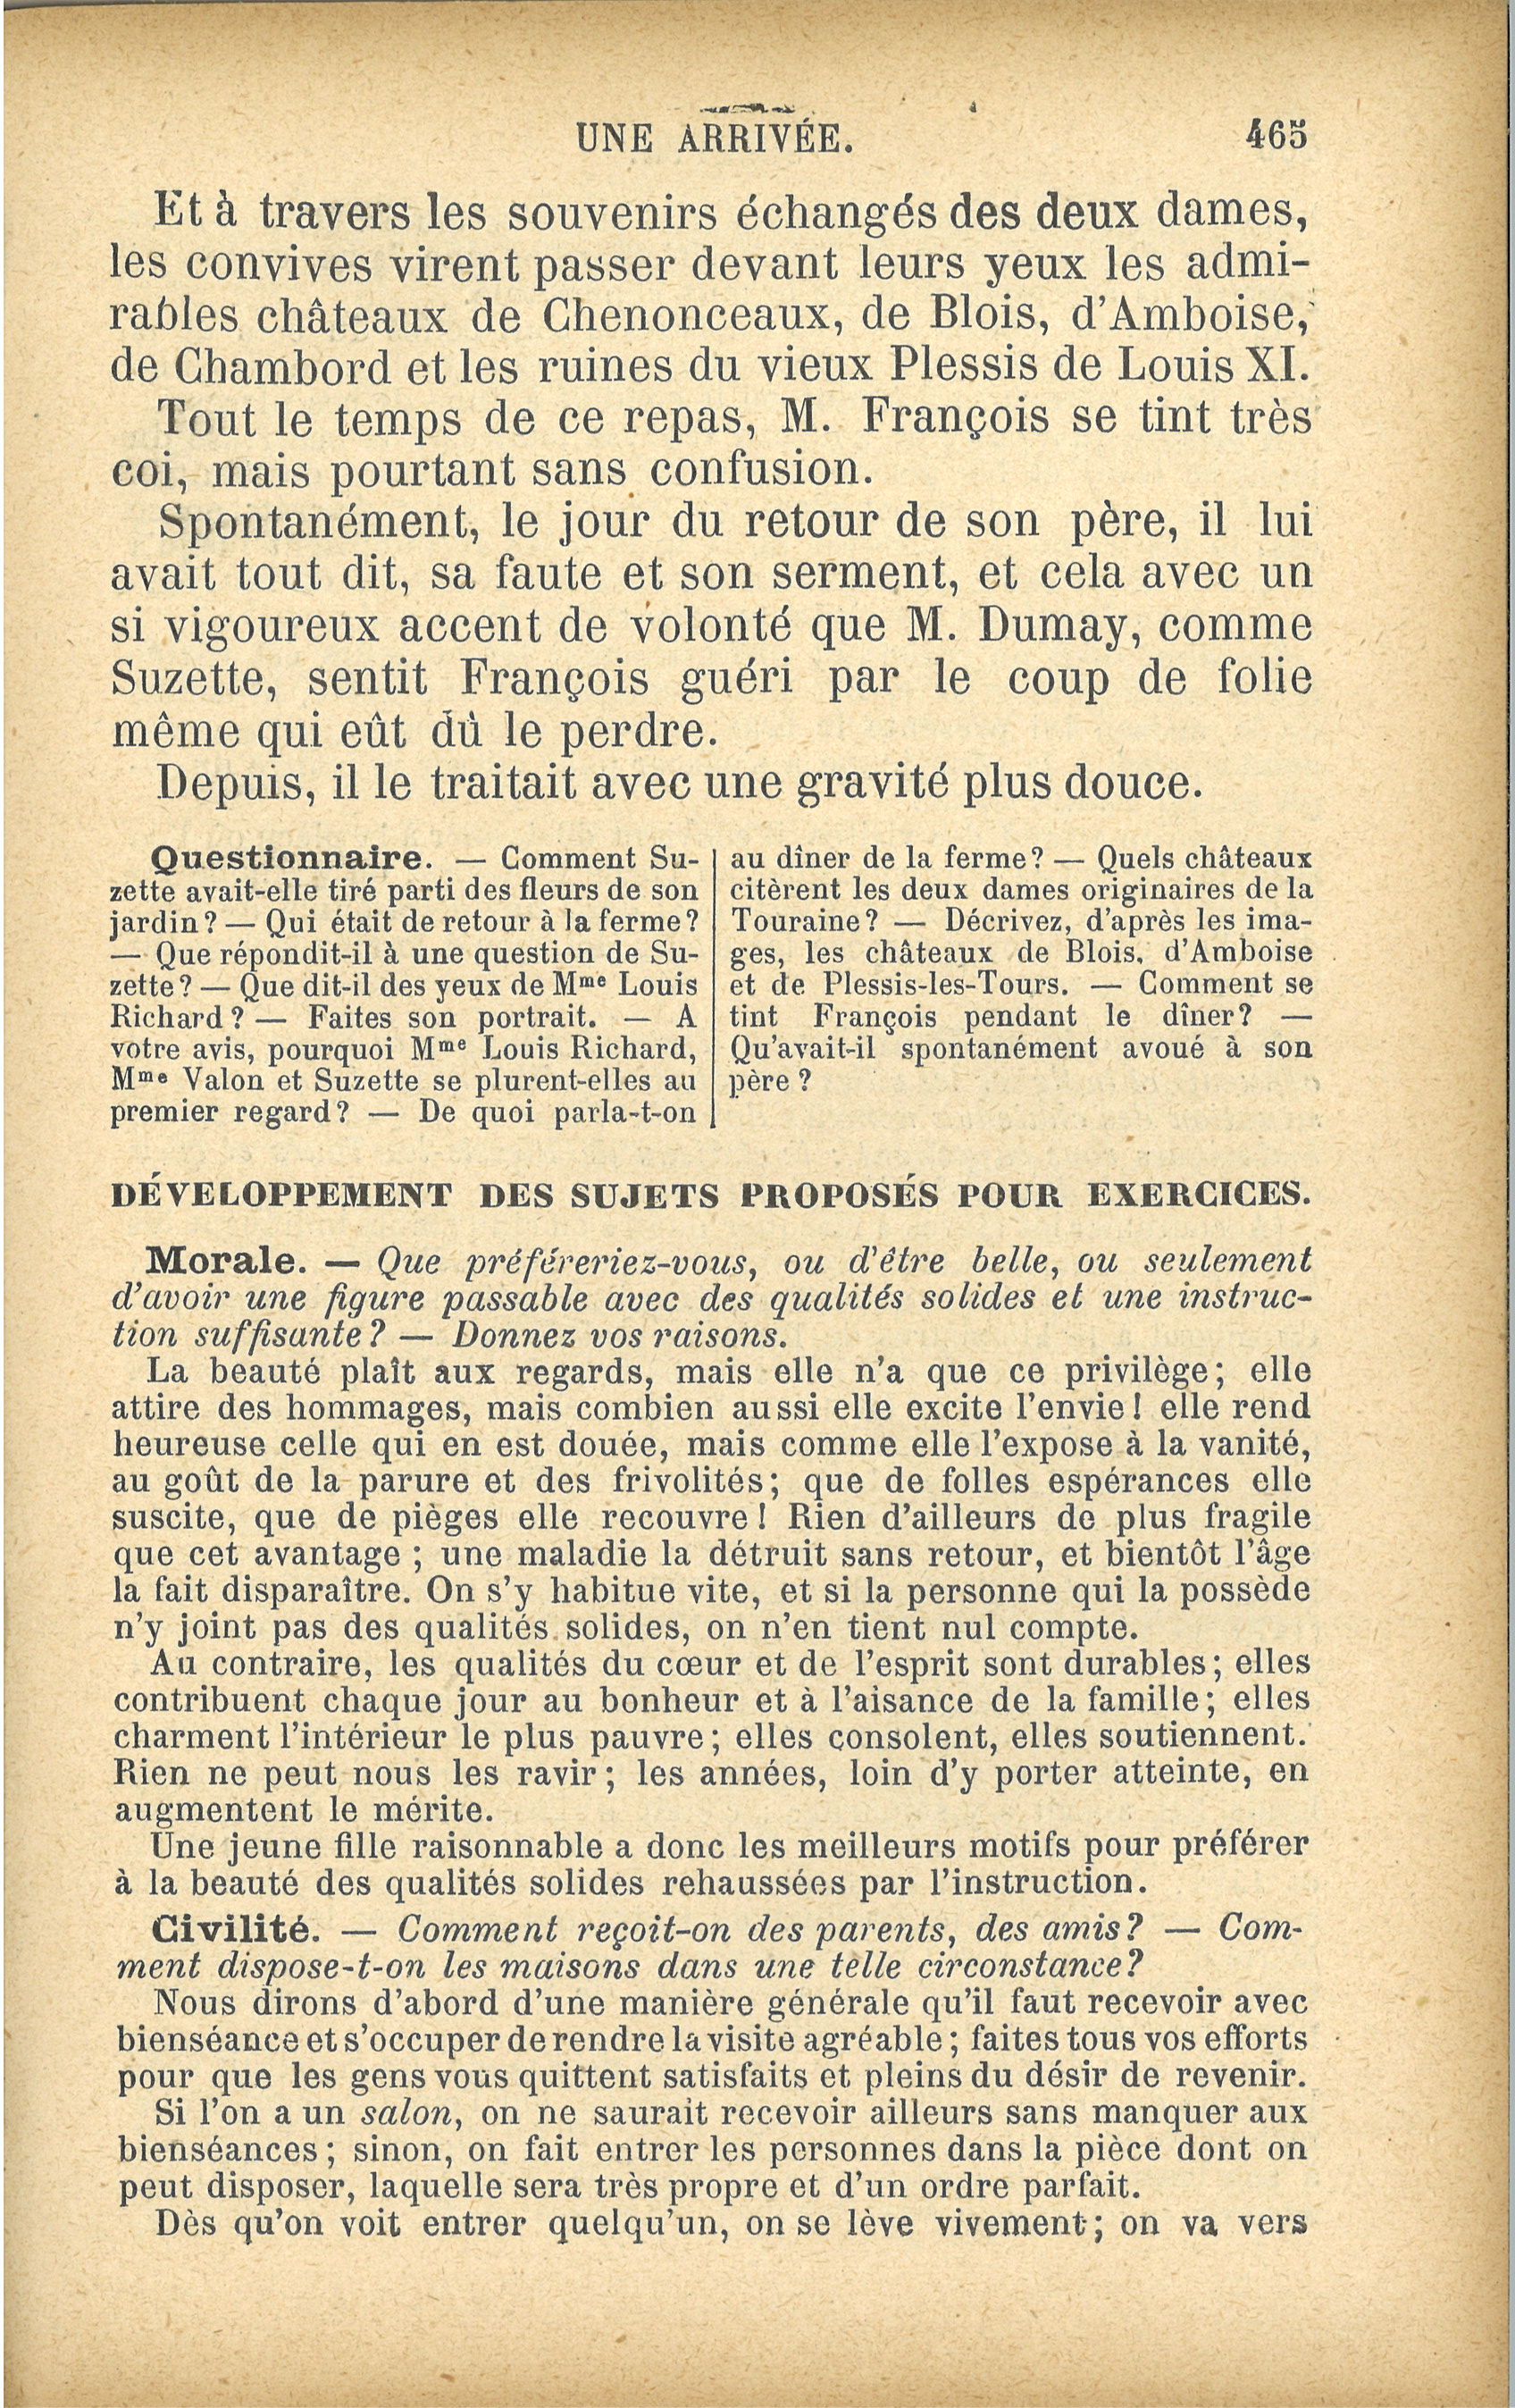 UNE ARRIVÉE. 465
Et à travers les souvenirs échangés des deux dames,
les convives virent passer devant leurs yeux les admi-
rables châteaux de Chenonceaux, de Blois, d'Amboise,
de Chambord et les ruines du vieux Plessis de Louis XI.
Tout le temps de ce repas, M. François se tint très
coi, mais pourtant sans confusion.
Spontanément, le jour du retour de son père, il lui
avait tout dit, sa faute et son serment, et cela avec un
si vigoureux accent de volonté que M. Dumay, comme
Suzette, sentit François guéri par le coup de folie
même qui eût dû le perdre.
Depuis, il le traitait avec une gravité plus douce.
Questionnaire. — Comment Su-
zette avait-elle tiré parti des fleurs de son
jardin? — Qui était de retour à la ferme?
— Que répondit-il à une question de Su-
zette? — Que dit-il des yeux de Mme Louis
Richard? — Faites son portrait. — A
votre avis, pourquoi Mme Louis Richard,
Mme Valon et Suzette se plurent-elles au
premier regard? — De quoi parla-t-on
au dîner de la ferme? — Quels châteaux
citèrent les deux dames originaires de la
Touraine? — Décrivez, d'après les ima-
ges, les châteaux de Blois, d'Amboise
et de Plessis-les-Tours. — Comment se
tint François pendant le dîner? —
Qu'avait-il spontanément avoué à son
père?
DÉVELOPPEMENT DES SUJETS PROPOSÉS POUR EXERCICES.
Morale. — Que préféreriez-vous, ou d'être belle, ou seulement
d'avoir une figure passable avec des qualités solides et une instruc-
tion suffisante? — Donnez vos raisons.
La beauté plaît aux regards, mais elle n'a que ce privilège; elle
attire des hommages, mais combien aussi elle excite l'envie! elle rend
heureuse celle qui en est douée, mais comme elle l'expose à la vanité,
au goût de la parure et des frivolités; que de folles espérances elle
suscite, que de pièges elle recouvre! Rien d'ailleurs de plus fragile
que cet avantage; une maladie la détruit sans retour, et bientôt l'âge
la fait disparaître. On s'y habitue vite, et si la personne qui la possède
n'y joint pas des qualités solides, on n'en tient nul compte.
Au contraire, les qualités du cœur et de l'esprit sont durables; elles
contribuent chaque jour au bonheur et à l'aisance de la famille; elles
charment l'intérieur le plus pauvre; elles consolent, elles soutiennent.
Rien ne peut nous les ravir; les années, loin d'y porter atteinte, en
augmentent le mérite.
Une jeune fille raisonnable a donc les meilleurs motifs pour préférer
à la beauté des qualités solides rehaussées par l'instruction.
Civilité. — Comment reçoit-on des parents, des amis? — Com-
ment dispose-t-on les maisons dans une telle circonstance?
Nous dirons d'abord d'une manière générale qu'il faut recevoir avec
bienséance et s'occuper de rendre la visite agréable; faites tous vos efforts
pour que les gens vous quittent satisfaits et pleins du désir de revenir.
Si l'on a un salon, on ne saurait recevoir ailleurs sans manquer aux
bienséances; sinon, on fait entrer les personnes dans la pièce dont on
peut disposer, laquelle sera très propre et d'un ordre parfait.
Dès qu'on voit entrer quelqu'un, on se lève vivement; on va vers